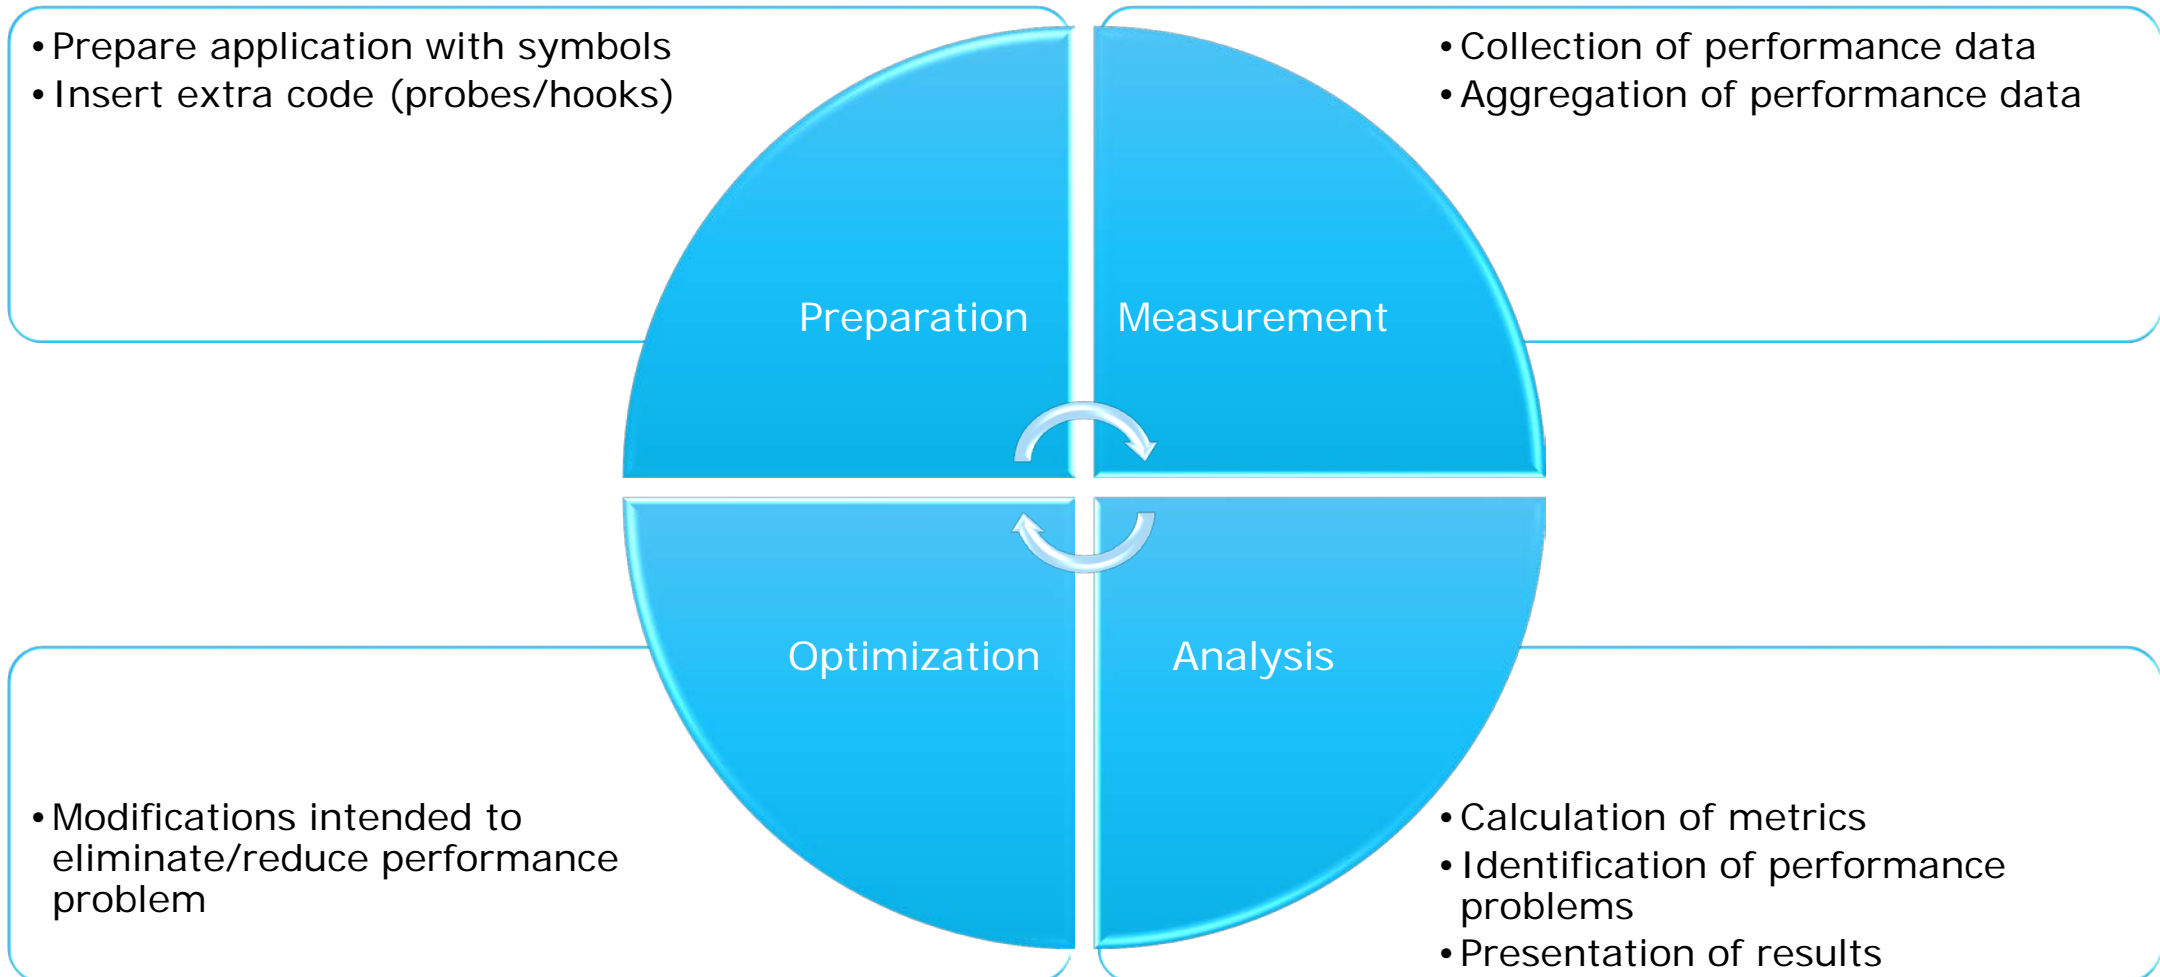 • Prepare application with symbols
• Insert extra code (probes/hooks)
• Collection of performance data
• Aggregation of performance data
Preparation
Measurement
Optimization
Analysis
• Modifications intended to
eliminate/reduce performance
problem
• Calculation of metrics
• Identification of performance
problems
• Presentation of results